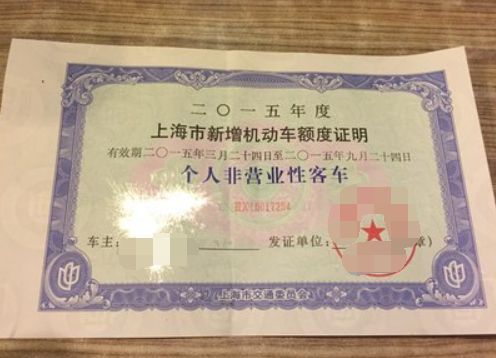 二〇一五年度
上海市新增机动车额度证明
有效期二〇一五年三月二十四日至二〇一五年九月二十四日
个人非营业性客车
车主： 发证单位： 章）
上海市交通委员会